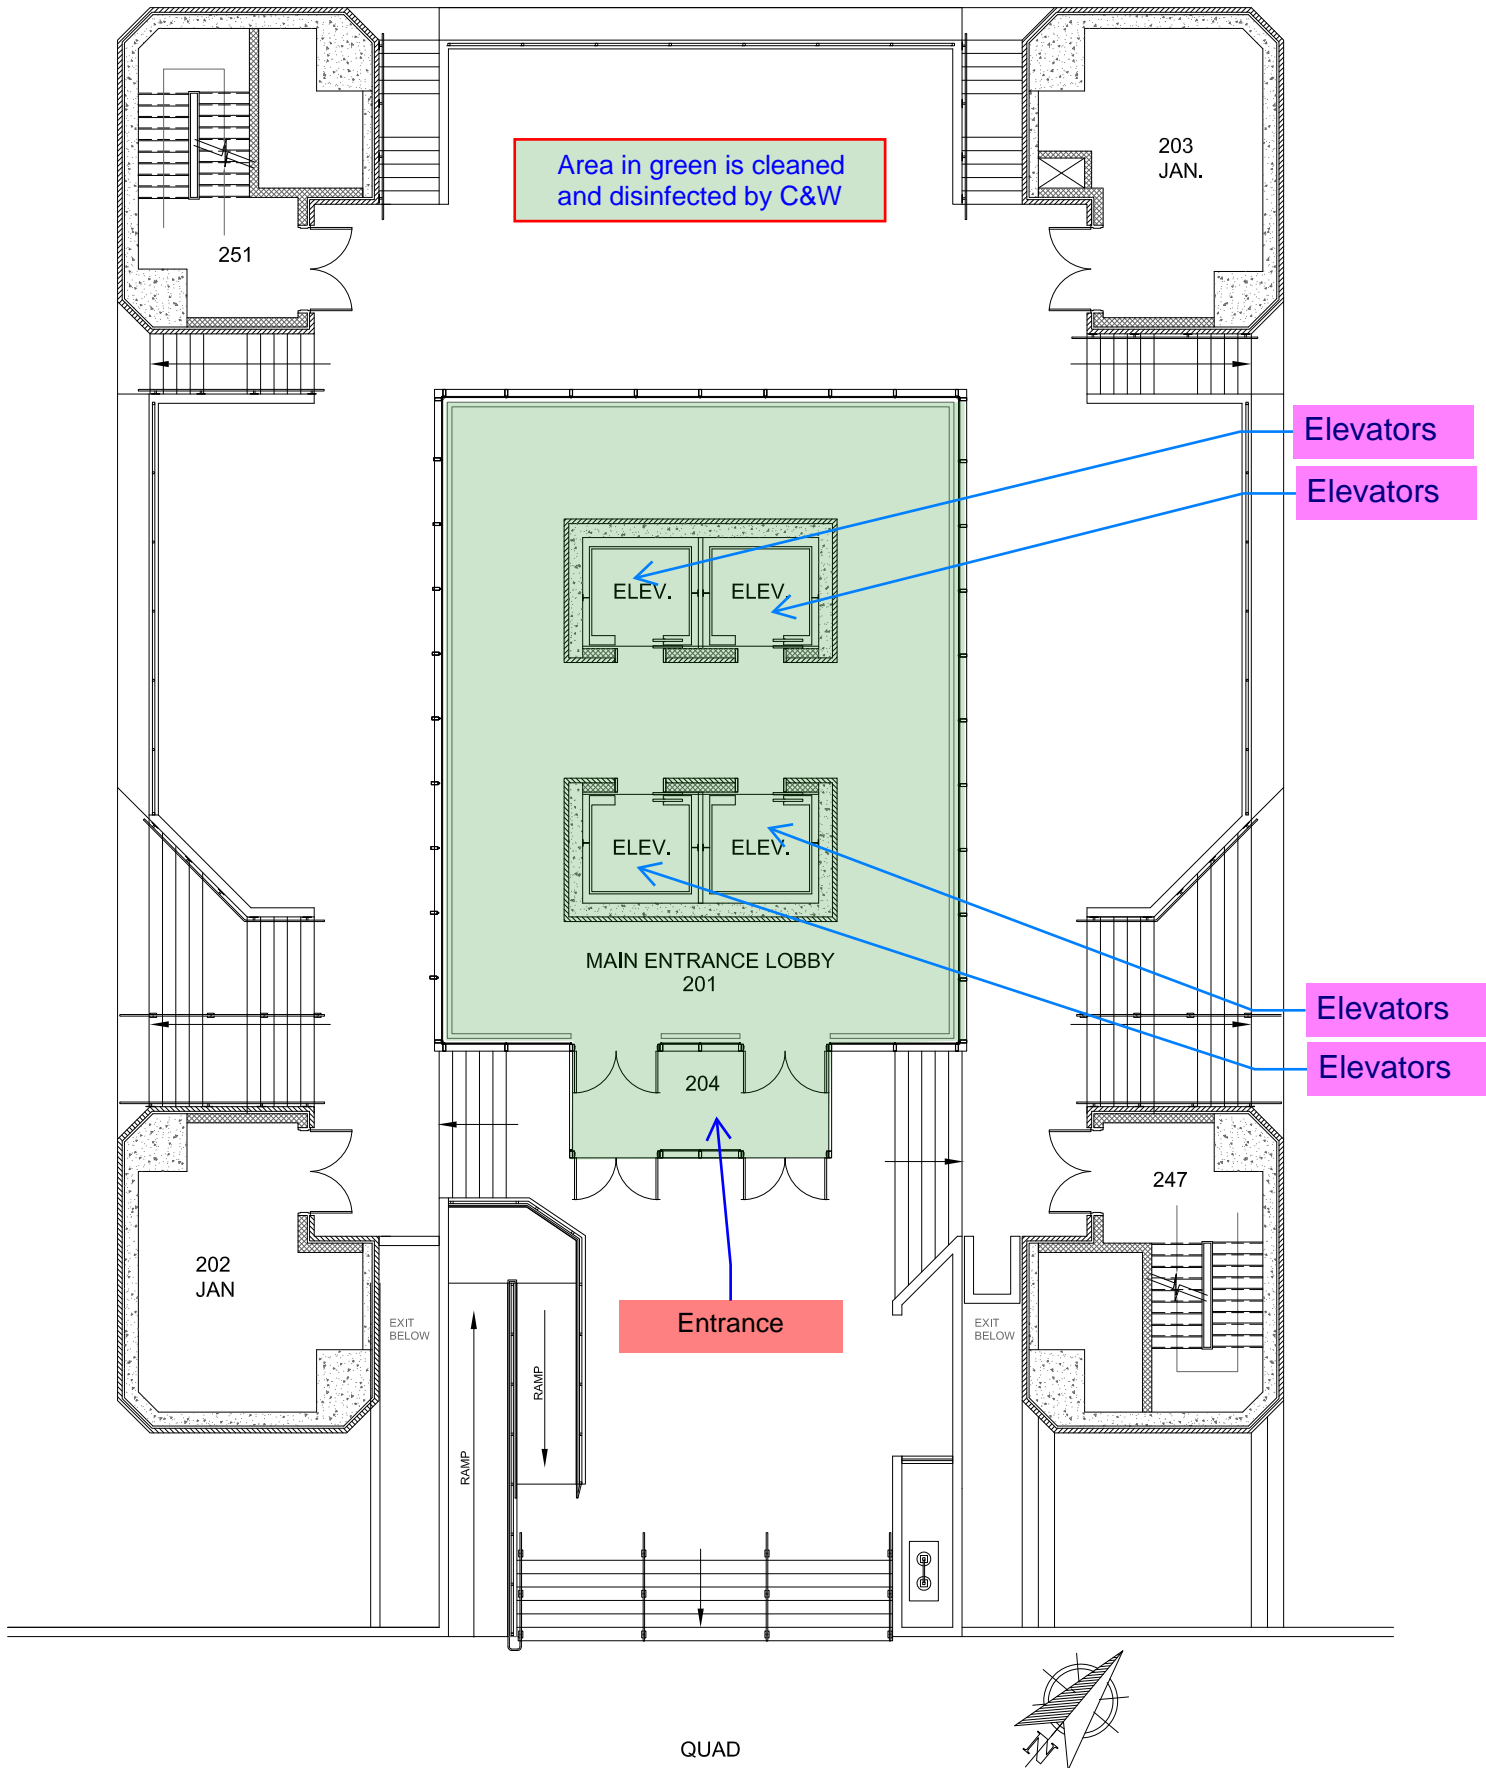 Area in green is cleaned
and disinfected by C&W
203
JAN.
251
Elevators
Elevators
ELEV.
ELEV.
ELEV.
ELEV.
MAIN ENTRANCE LOBBY
201
Elevators
Elevators
204
247
202
JAN
Entrance
EXIT
BELOW
EXIT
BELOW
RAMP
RAMP
N
QUAD